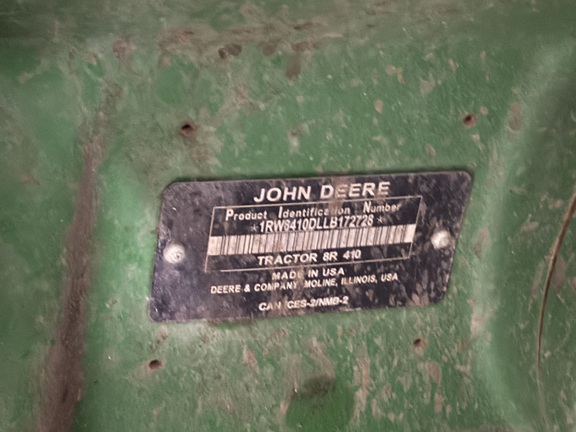 JOHN DEERE
Product Identification Number
*1RW8410DLLB172728*
TRACTOR 8R 410
MADE IN USA
DEERE & COMPANY MOLINE, ILLINOIS, USA
CAN ICES-2/NMB-2